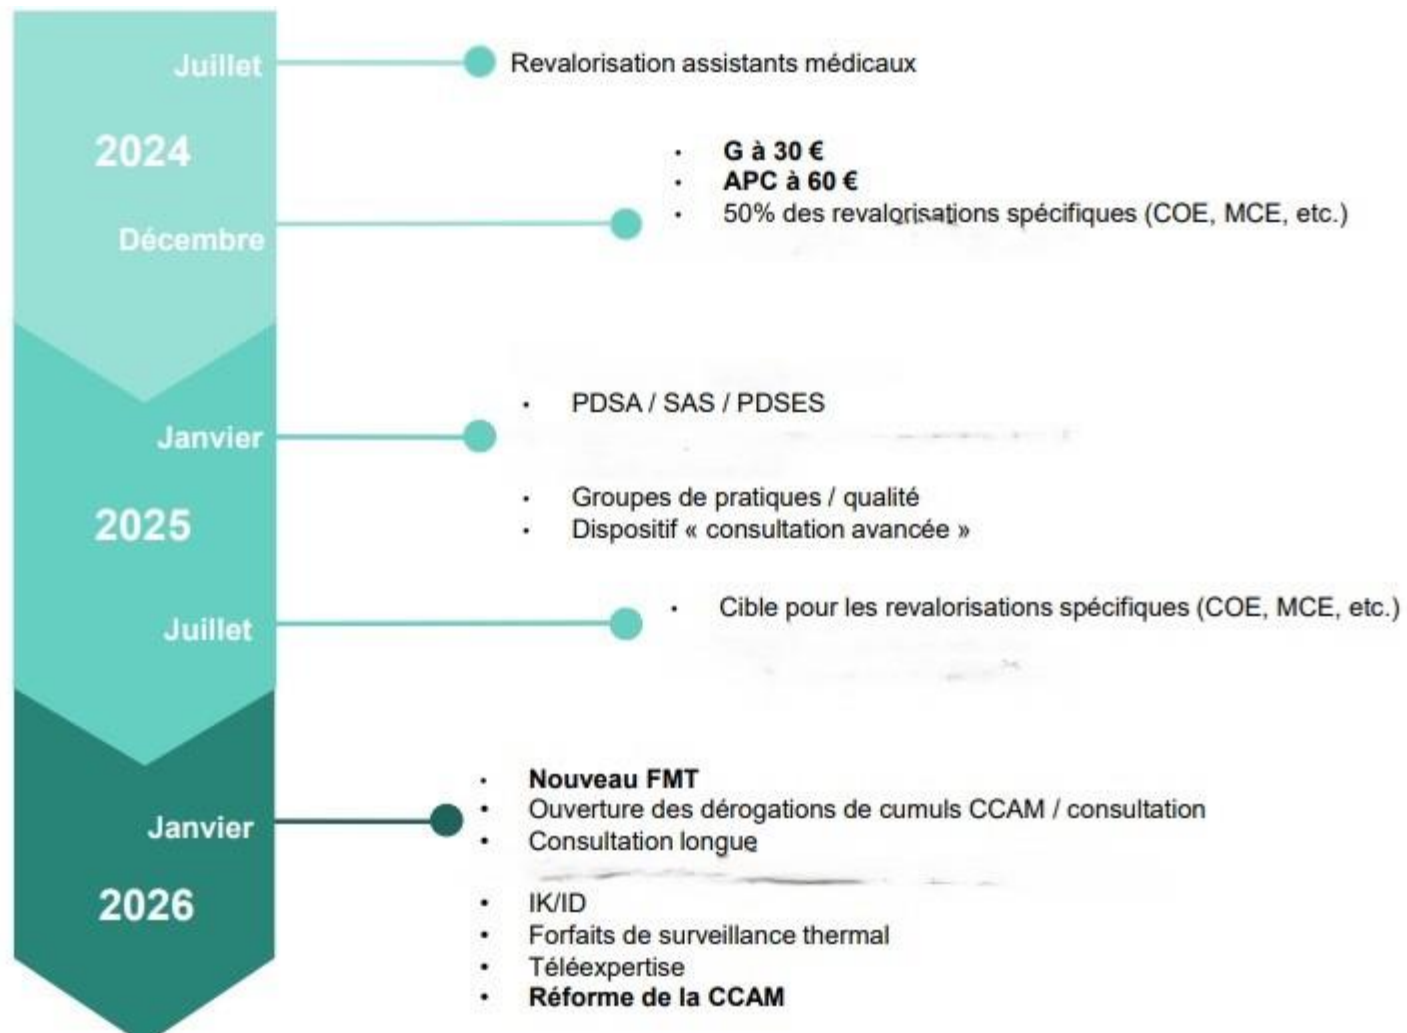 Juillet
Revalorisation assistants médicaux
2024
• G à 30 €
• APC à 60 €
• 50% des revalorisations spécifiques (COE, MCE, etc.)
Décembre
• PDSA / SAS / PDSES
Janvier
• Groupes de pratiques / qualité
2025
• Dispositif « consultation avancée »
• Cible pour les revalorisations spécifiques (COE, MCE, etc.)
Juillet
• Nouveau FMT
• Ouverture des dérogations de cumuls CCAM / consultation
Janvier
• Consultation longue
2026
• IK/ID
• Forfaits de surveillance thermal
• Téléexpertise
• Réforme de la CCAM